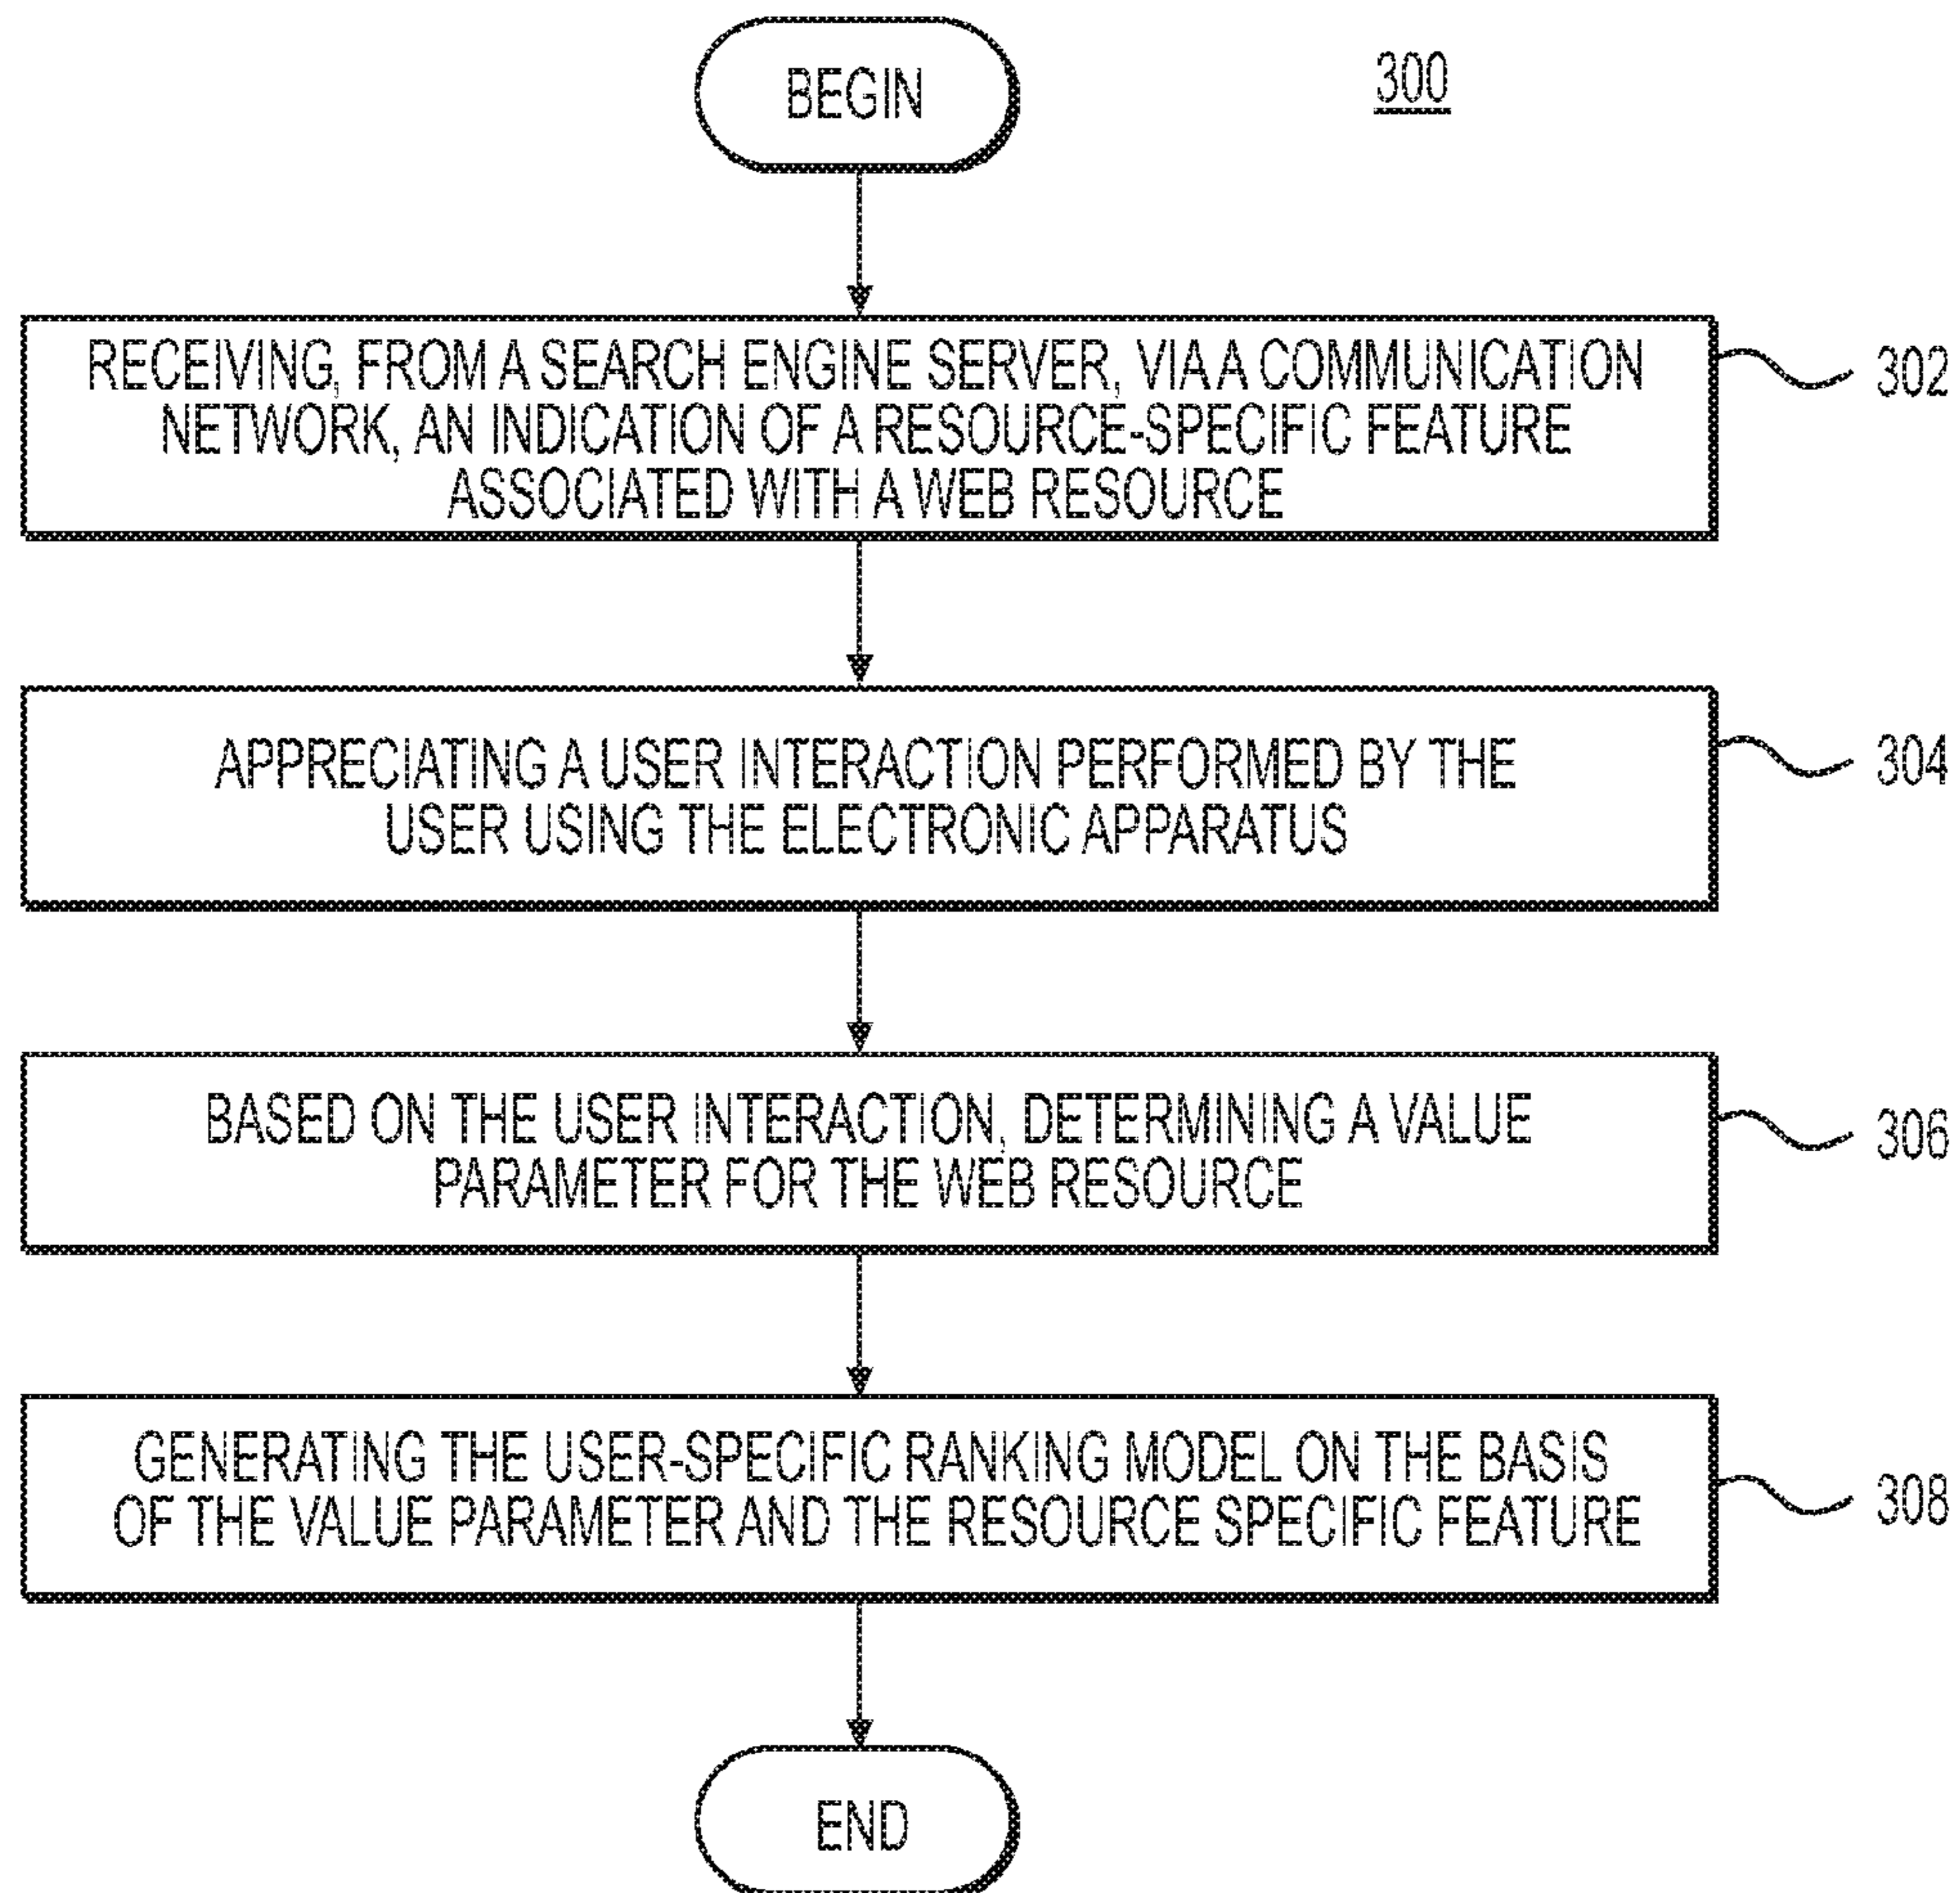 BEGIN
300
RECEIVING, FROM A SEARCH ENGINE SERVER, VIA A COMMUNICATION
NETWORK, AN INDICATION OF A RESOURCE-SPECIFIC FEATURE
ASSOCIATED WITH A WEB RESOURCE
302
APPRECIATING A USER INTERACTION PERFORMED BY THE
USER USING THE ELECTRONIC APPARATUS
304
BASED ON THE USER INTERACTION, DETERMINING A VALUE
PARAMETER FOR THE WEB RESOURCE
306
GENERATING THE USER-SPECIFIC RANKING MODEL ON THE BASIS
OF THE VALUE PARAMETER AND THE RESOURCE SPECIFIC FEATURE
308
END